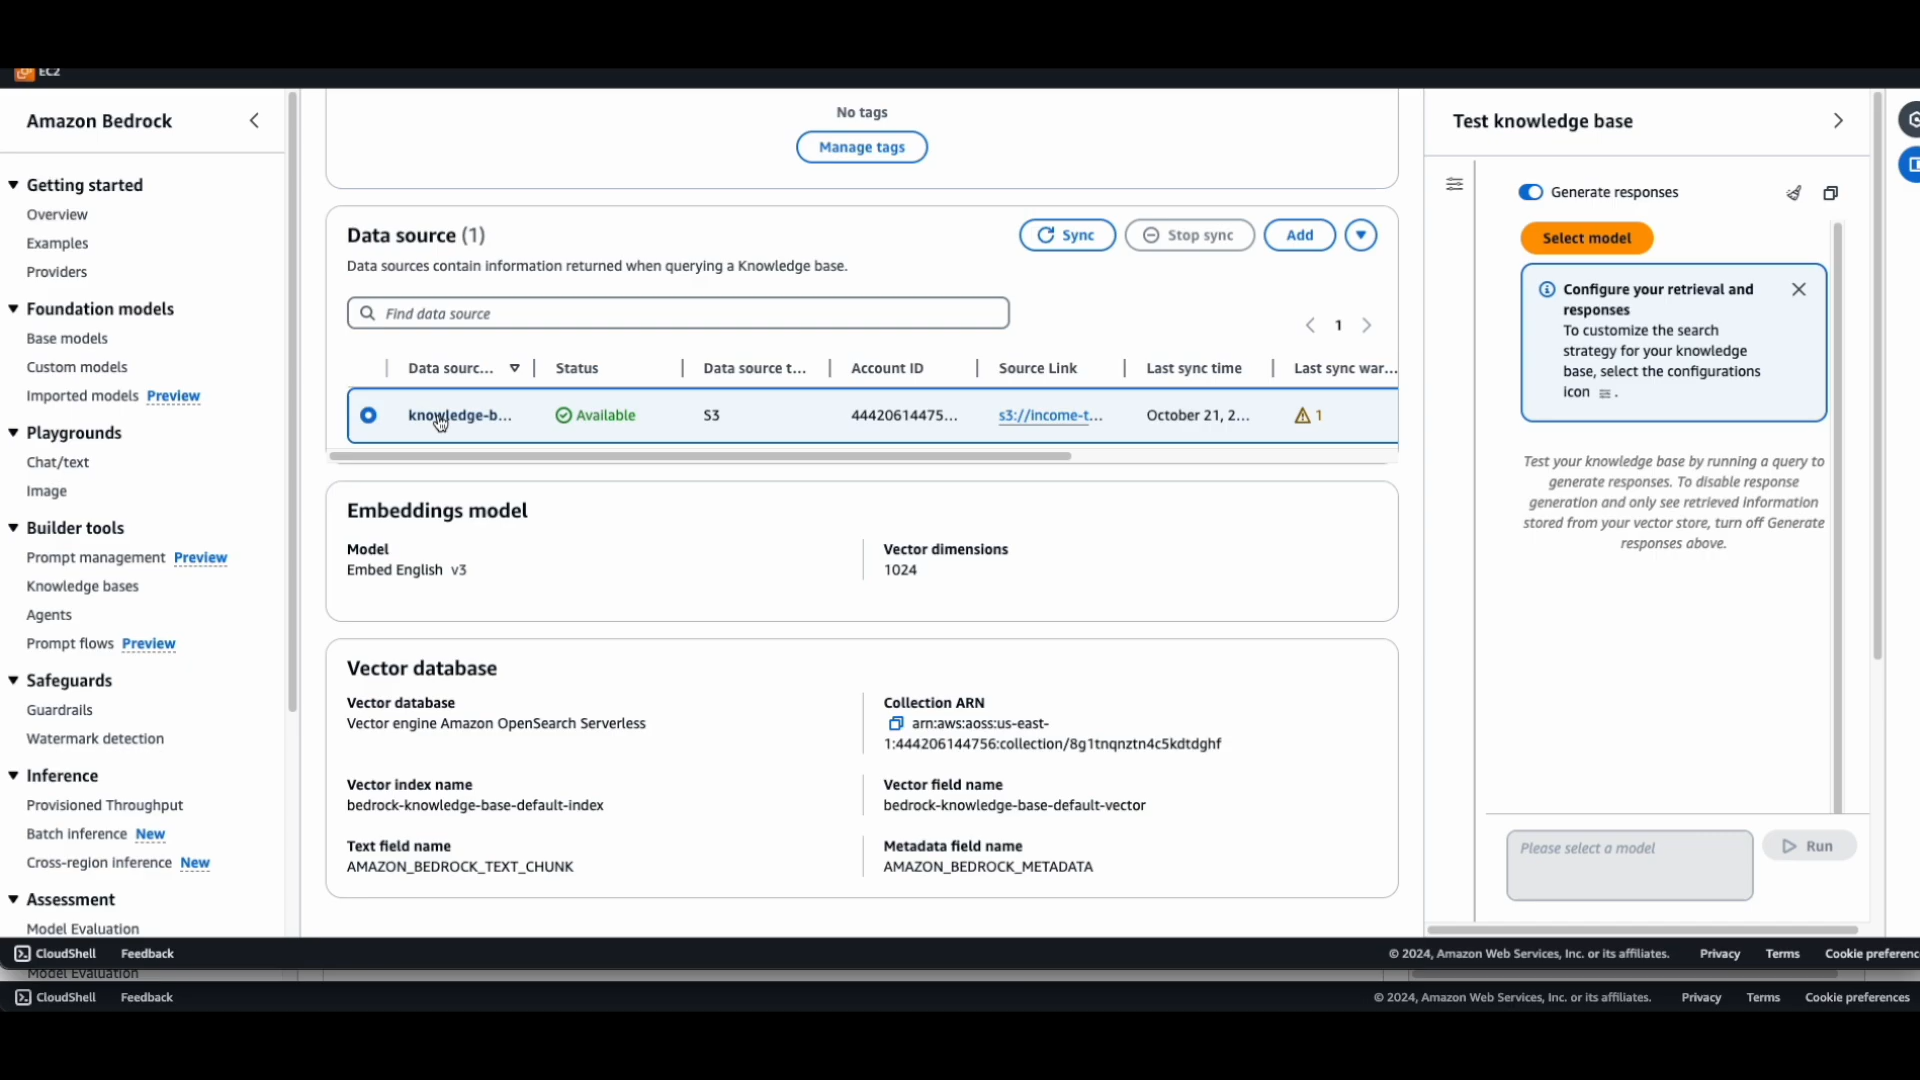 EC2
Amazon Bedrock
Getting started
Overview
Examples
Providers
Foundation models
Base models
Custom models
Imported models Preview
Playgrounds
Chat/text
Image
Builder tools
Prompt management Preview
Knowledge bases
Agents
Prompt flows Preview
Safeguards
Guardrails
Watermark detection
Inference
Provisioned Throughput
Batch inference New
Cross-region inference New
Assessment
Model Evaluation
No tags
Manage tags
Data source (1)
Sync
Stop sync
Add
Data sources contain information returned when querying a Knowledge base.
Find data source
1
Data sourc... Status Data source t... Account ID Source Link Last sync time Last sync war...
knowledge-b... Available S3 44420614475... s3://income-t... October 21, 2... 1
Embeddings model
Model
Embed English v3
Vector dimensions
1024
Vector database
Vector database
Vector engine Amazon OpenSearch Serverless
Collection ARN
arn:aws:aoss:us-east-
1:444206144756:collection/8g1tnqnztn4c5kdtdghf
Vector index name
bedrock-knowledge-base-default-index
Vector field name
bedrock-knowledge-base-default-vector
Text field name
AMAZON_BEDROCK_TEXT_CHUNK
Metadata field name
AMAZON_BEDROCK_METADATA
Test knowledge base
Generate responses
Select model
Configure your retrieval and
responses
To customize the search
strategy for your knowledge
base, select the configurations
icon .
Test your knowledge base by running a query to
generate responses. To disable response
generation and only see retrieved information
stored from your vector store, turn off Generate
responses above.
Please select a model
Run
CloudShell Feedback © 2024, Amazon Web Services, Inc. or its affiliates. Privacy Terms Cookie preferenc
Model Evaluation
CloudShell Feedback © 2024, Amazon Web Services, Inc. or its affiliates. Privacy Terms Cookie preferences